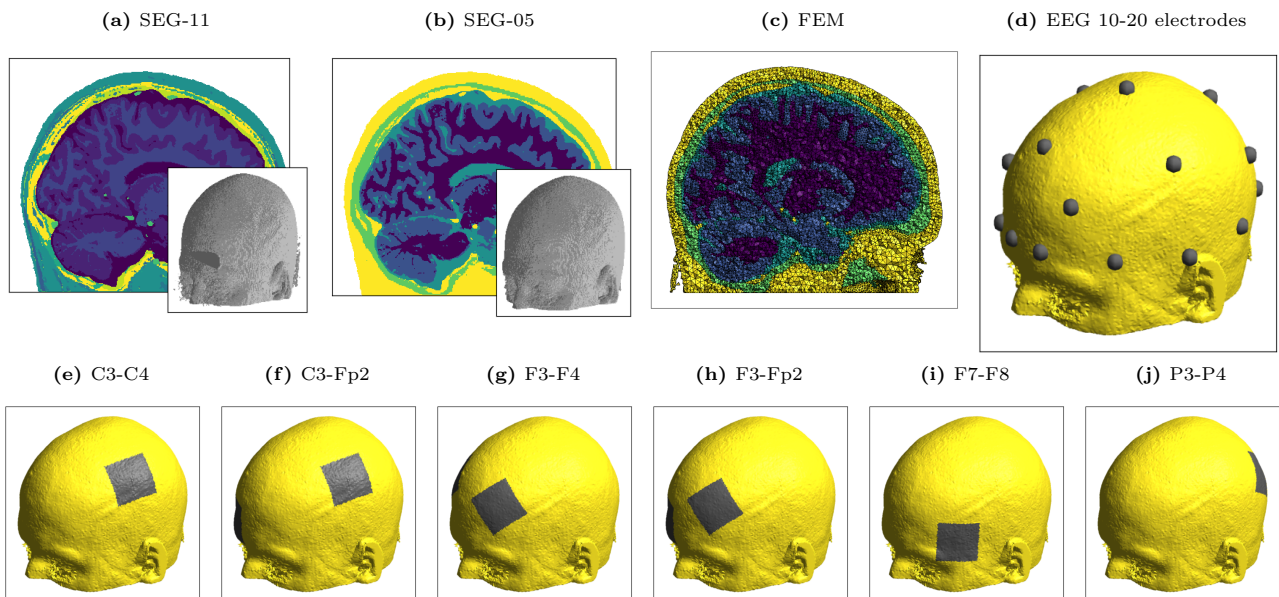 (a) SEG-11
(b) SEG-05
(c) FEM
(d) EEG 10-20 electrodes
(e) C3-C4
(f) C3-Fp2
(g) F3-F4
(h) F3-Fp2
(i) F7-F8
(j) P3-P4